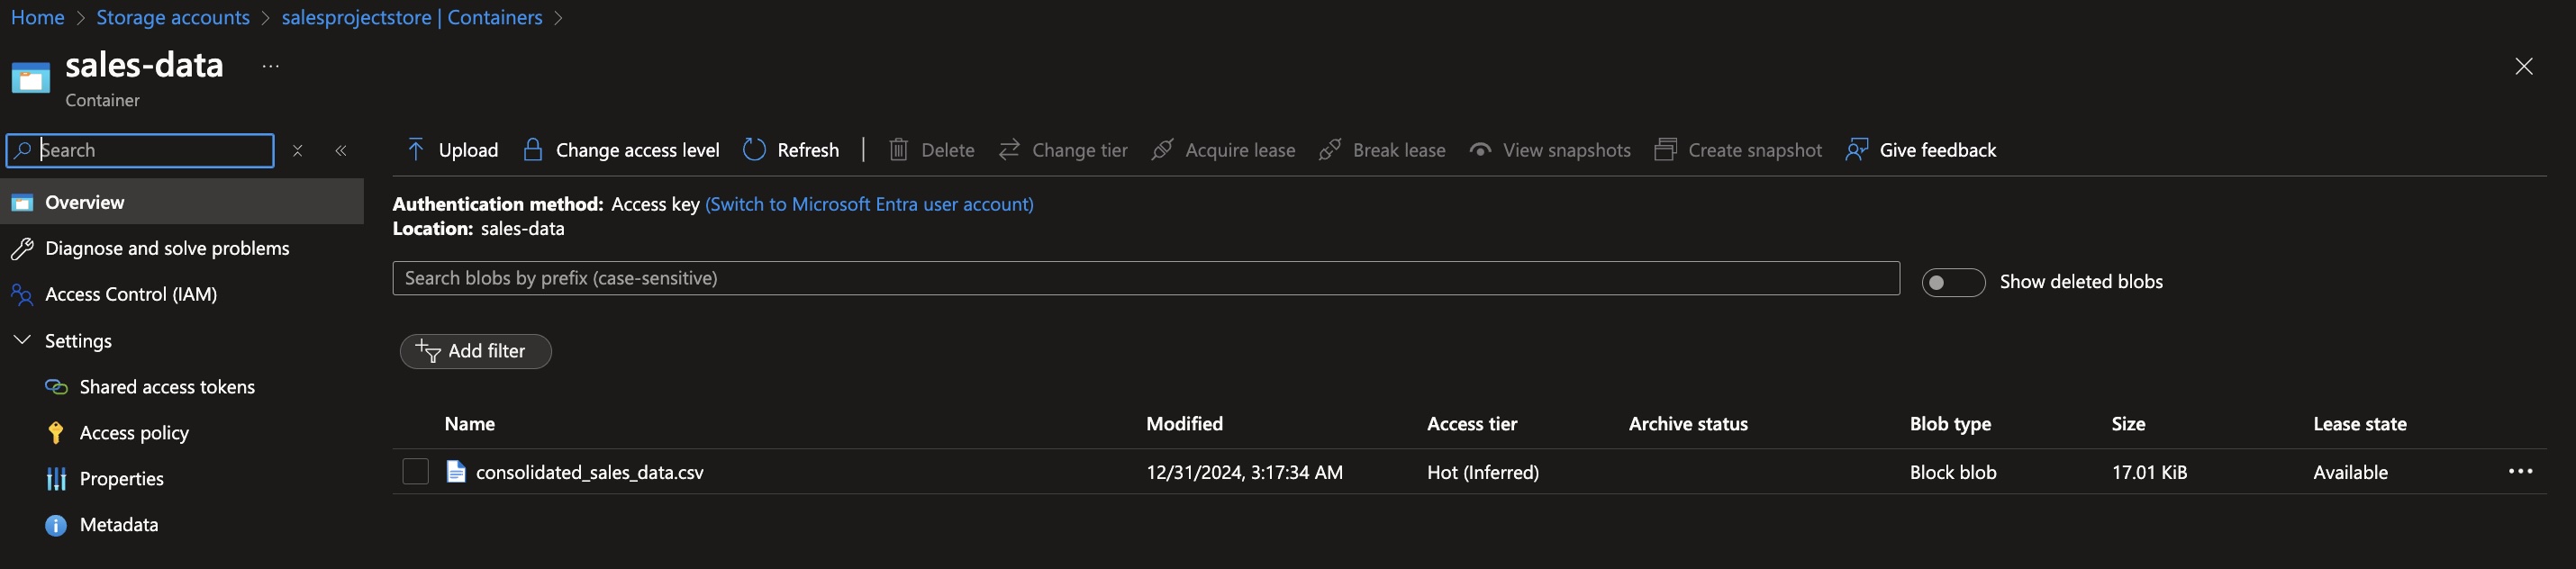 Home > Storage accounts > salesprojectstore | Containers >
sales-data ...
Container
Search
Overview
Diagnose and solve problems
Access Control (IAM)
Settings
Shared access tokens
Access policy
Properties
Metadata
Upload Change access level Refresh | Delete Change tier Acquire lease Break lease View snapshots Create snapshot Give feedback
Authentication method: Access key (Switch to Microsoft Entra user account)
Location: sales-data
Search blobs by prefix (case-sensitive)
Show deleted blobs
Add filter
Name Modified Access tier Archive status Blob type Size Lease state
consolidated_sales_data.csv 12/31/2024, 3:17:34 AM Hot (Inferred) Block blob 17.01 KiB Available ...